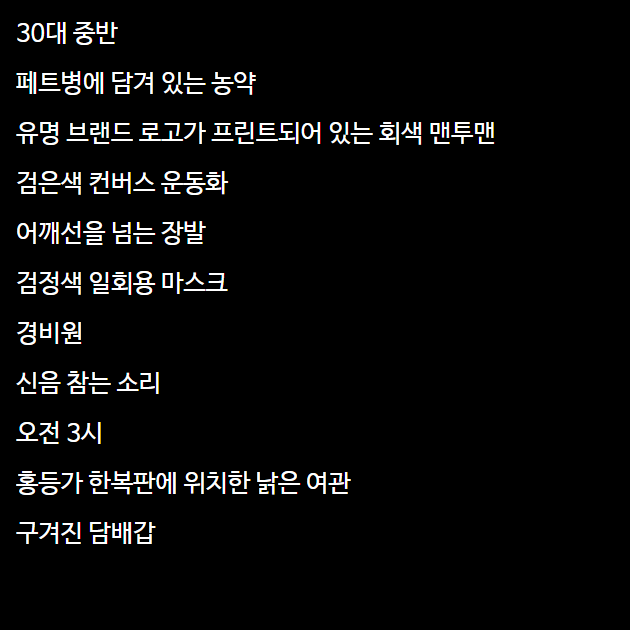 30대 중반
페트병에 담겨 있는 농약
유명 브랜드 로고가 프린트되어 있는 회색 맨투맨
검은색 컨버스 운동화
어깨선을 넘는 장발
검정색 일회용 마스크
경비원
신음 참는 소리
오전 3시
홍등가 한복판에 위치한 낡은 여관
구겨진 담배갑